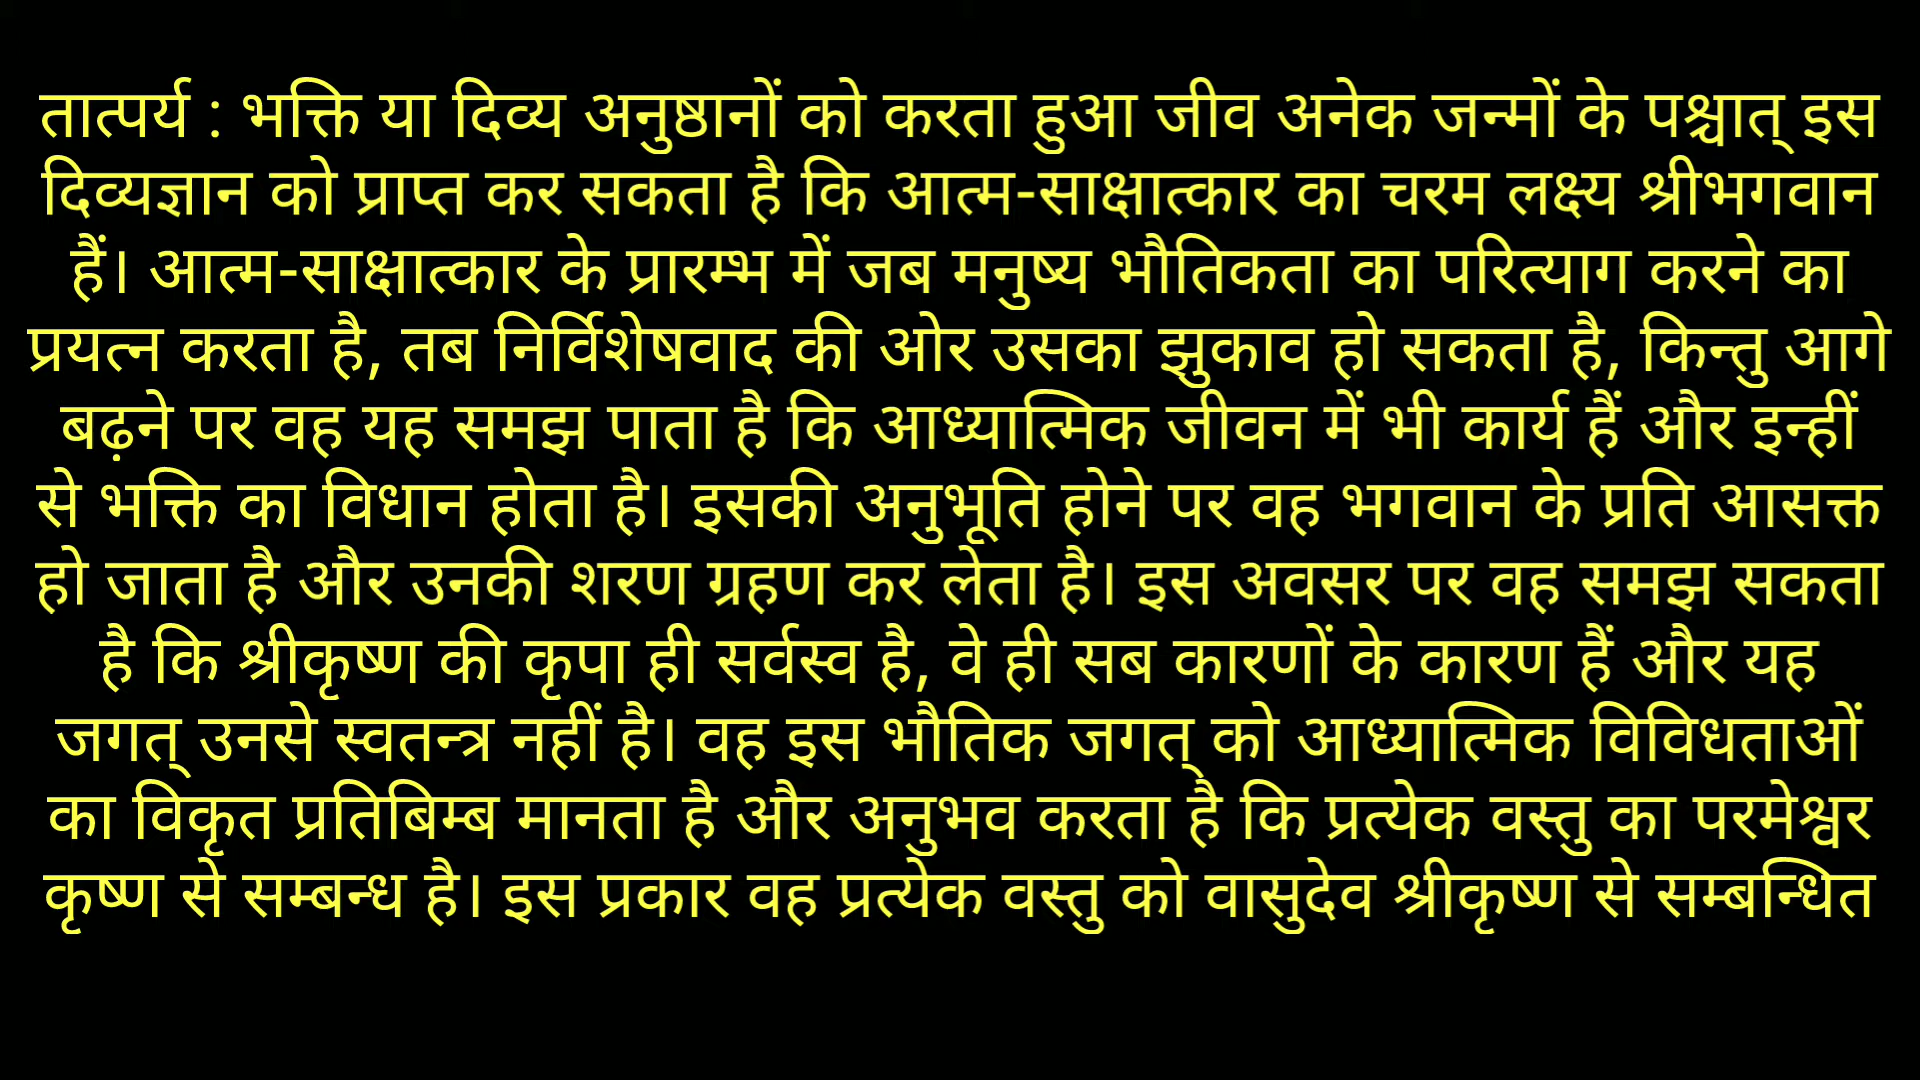 तात्पर्य : भक्ति या दिव्य अनुष्ठानों को करता हुआ जीव अनेक जन्मों के पश्चात् इस
दिव्यज्ञान को प्राप्त कर सकता है कि आत्म-साक्षात्कार का चरम लक्ष्य श्रीभगवान
हैं। आत्म-साक्षात्कार के प्रारम्भ में जब मनुष्य भौतिकता का परित्याग करने का
प्रयत्न करता है, तब निर्विशेषवाद की ओर उसका झुकाव हो सकता है, किन्तु आगे
बढ़ने पर वह यह समझ पाता है कि आध्यात्मिक जीवन में भी कार्य हैं और इन्हीं
से भक्ति का विधान होता है। इसकी अनुभूति होने पर वह भगवान के प्रति आसक्त
हो जाता है और उनकी शरण ग्रहण कर लेता है। इस अवसर पर वह समझ सकता
है कि श्रीकृष्ण की कृपा ही सर्वस्व है, वे ही सब कारणों के कारण हैं और यह
जगत् उनसे स्वतन्त्र नहीं है। वह इस भौतिक जगत् को आध्यात्मिक विविधताओं
का विकृत प्रतिबिम्ब मानता है और अनुभव करता है कि प्रत्येक वस्तु का परमेश्वर
कृष्ण से सम्बन्ध है। इस प्रकार वह प्रत्येक वस्तु को वासुदेव श्रीकृष्ण से सम्बन्धित